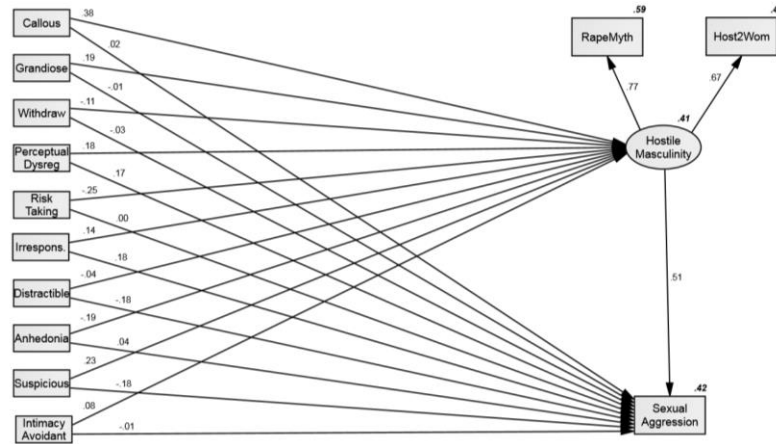 .38
Callous
.02
.59
.4
RapeMyth
Host2Wom
.19
Grandiose
-.01
.77
.67
-.11
Withdraw
-.03
.41
Hostile
Masculinity
.18
Perceptual
Dysreg
.17
-.25
Risk
Taking
.00
.14
Irrespons.
.18
.51
-.04
Distractible
-.18
-.19
Anhedonia
.04
.23
Suspicious
-.18
.42
Sexual
Aggression
.08
Intimacy
Avoidant
-.01